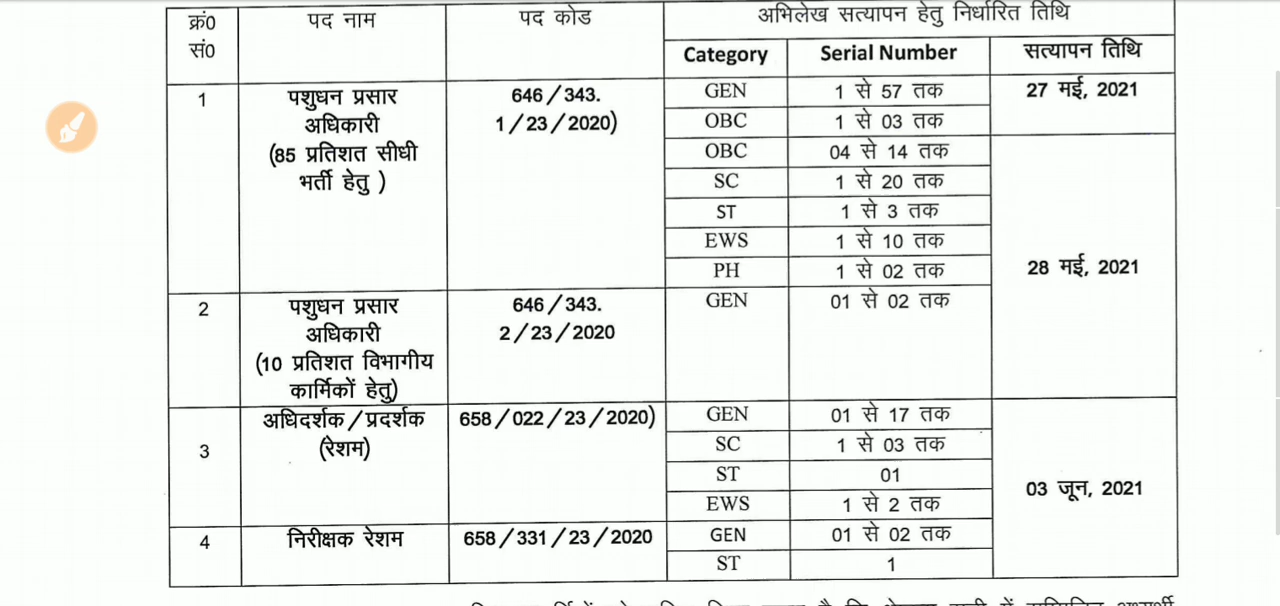 क्रं0 पद नाम पद कोड अभिलेख सत्यापन हेतु निर्धारित तिथि
सं0 Category Serial Number सत्यापन तिथि
1 पशुधन प्रसार 646/343. GEN 1 से 57 तक 27 मई, 2021
अधिकारी 1/23/2020) OBC 1 से 03 तक
(85 प्रतिशत सीधी OBC 04 से 14 तक
भर्ती हेतु ) SC 1 से 20 तक
ST 1 से 3 तक
EWS 1 से 10 तक
PH 1 से 02 तक 28 मई, 2021
2 पशुधन प्रसार 646/343. GEN 01 से 02 तक
अधिकारी 2/23/2020
(10 प्रतिशत विभागीय
कार्मिकों हेतु)
अधिदर्शक/प्रदर्शक 658/022/23/2020) GEN 01 से 17 तक
3 (रेशम) SC 1 से 03 तक
ST 01
03 जून, 2021
EWS 1 से 2 तक
4 निरीक्षक रेशम 658/331/23/2020 GEN 01 से 02 तक
ST 1